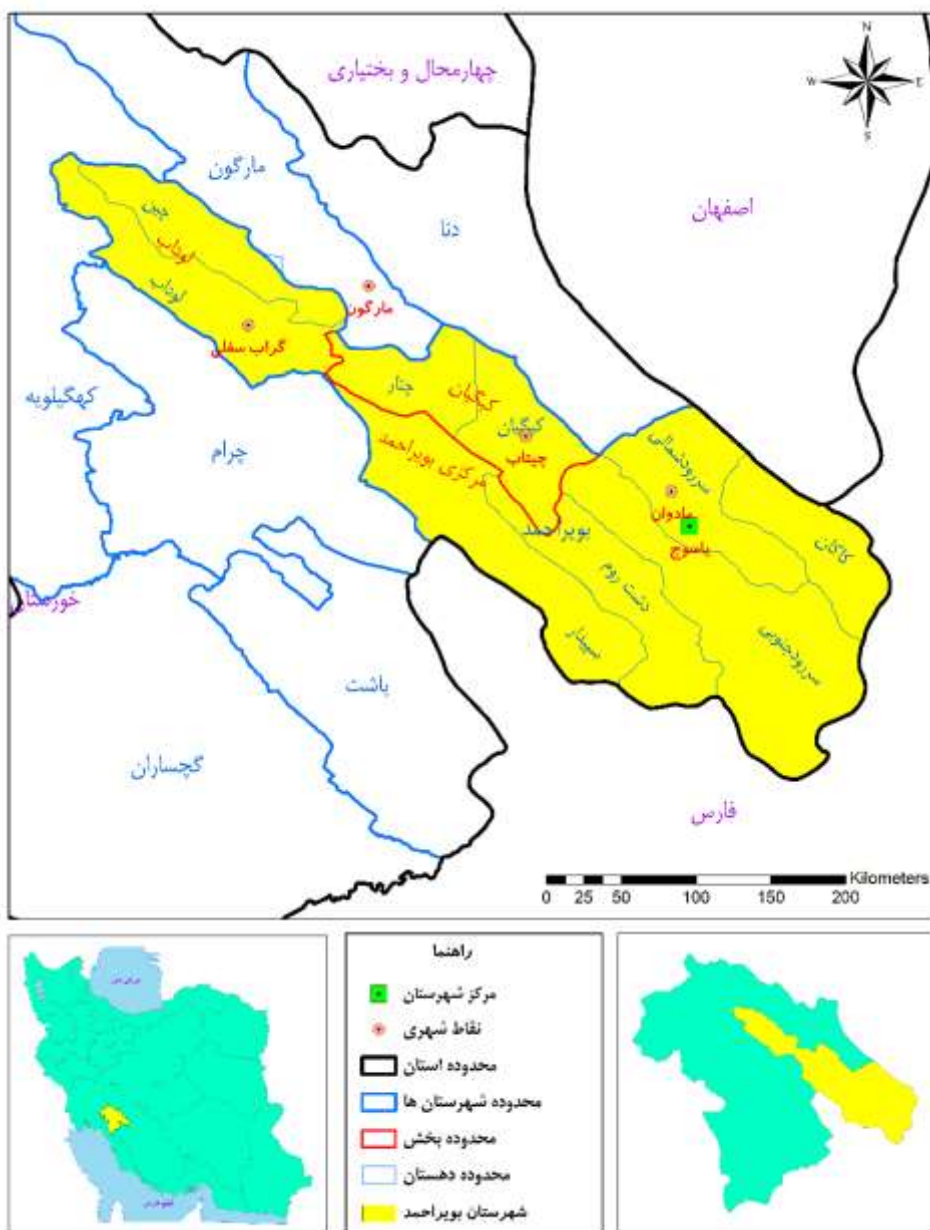 N
W
E
S
چهارمحال و بختیاری
اصفهان
مارگون
دنا
چین
لوداب
لوداب
مارگون
گراب سفلی
کهگیلویه
چرام
چنار
کبگیان
کبگیان
چیتاب
مرکزی بویراحمد
بویراحمد
سررودشمالی
مادوان
یاسوج
کاکان
دشت روم
سپیدار
سررودجنوبی
خوزستان
باشت
گچساران
فارس
Kilometers
0 25 50 100 150 200
راهنما
مرکز شهرستان
نقاط شهری
محدوده استان
محدوده شهرستان ها
محدوده بخش
محدوده دهستان
شهرستان بویراحمد